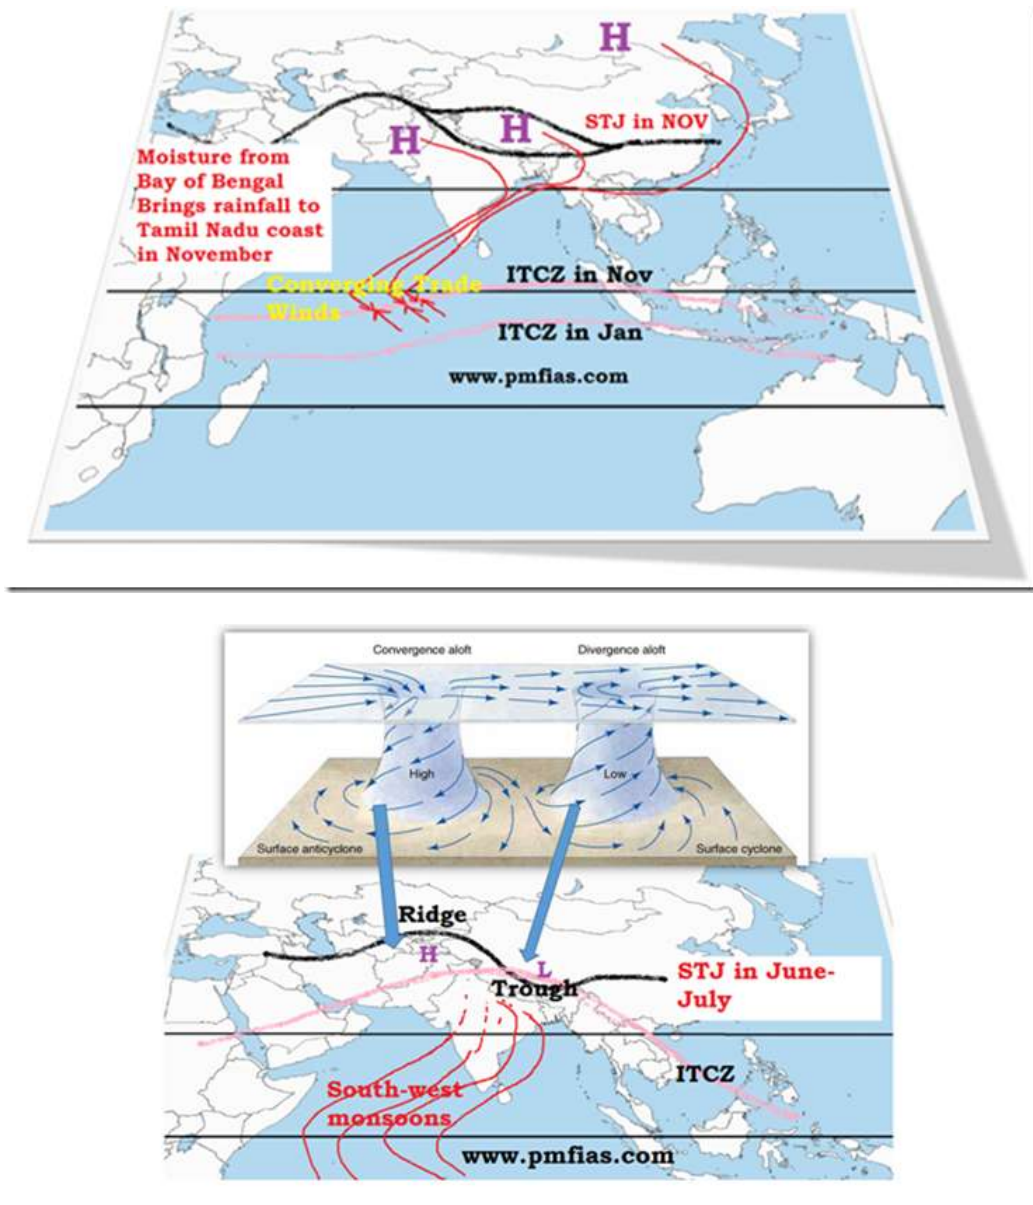 H
H
H
STJ in NOV
Moisture from
Bay of Bengal
Brings rainfall to
Tamil Nadu coast
in November
Converging Trade
Winds
ITCZ in Nov
ITCZ in Jan
www.pmfias.com
Convergence aloft
Divergence aloft
High
Low
Surface anticyclone
Surface cyclone
Ridge
H
L
Trough
STJ in June-
July
ITCZ
South-west
monsoons
www.pmfias.com